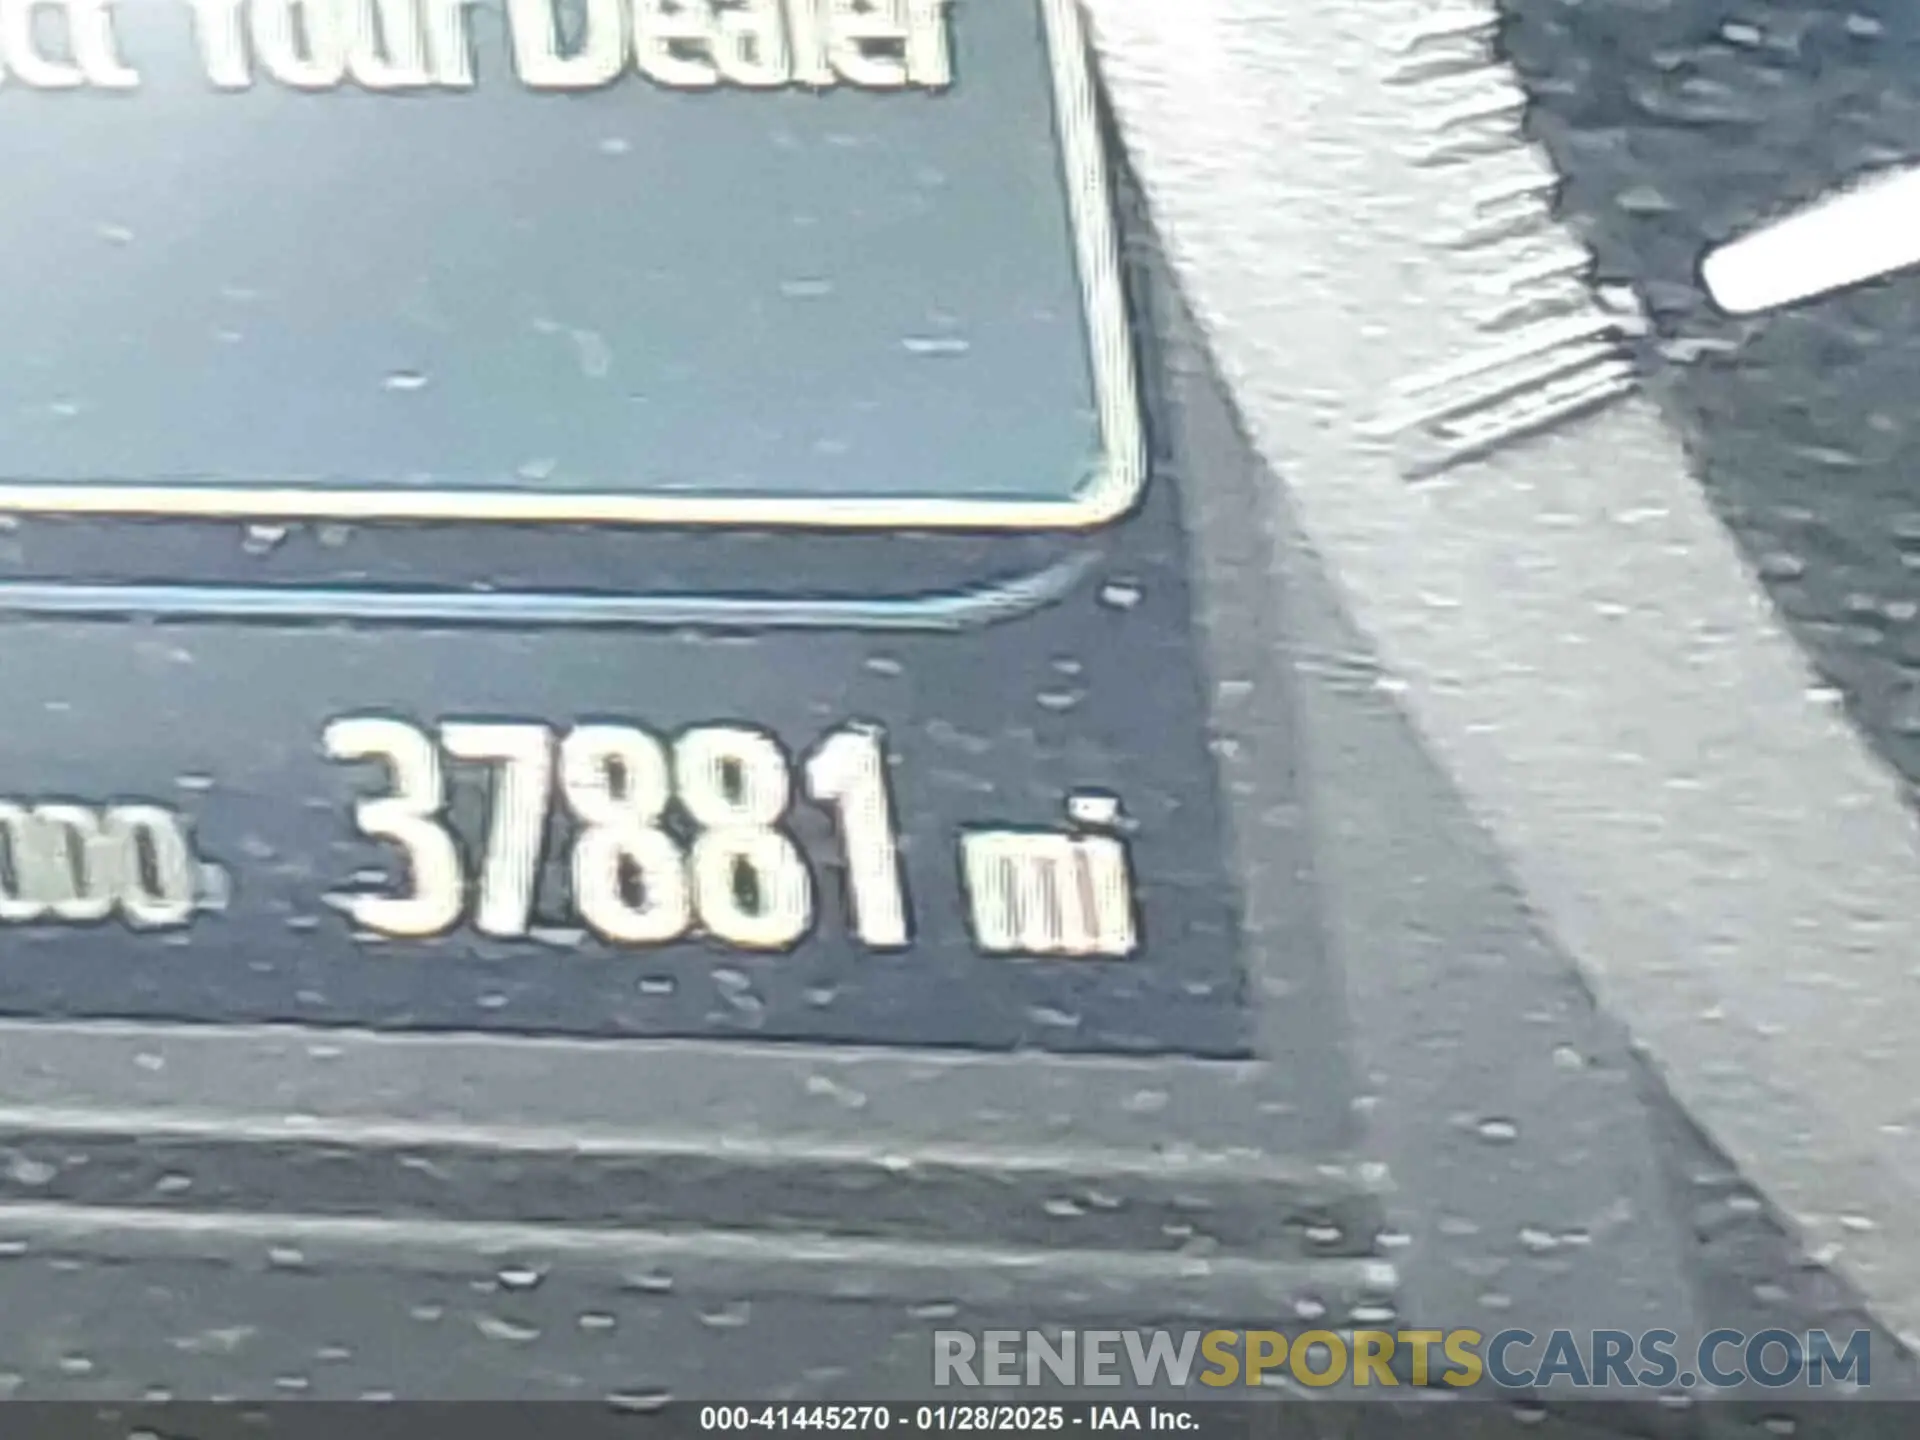 Your Dealer
37881 mi
RENEWSPORTSCARS.COM
000-41445270 - 01/28/2025 - IAA Inc.